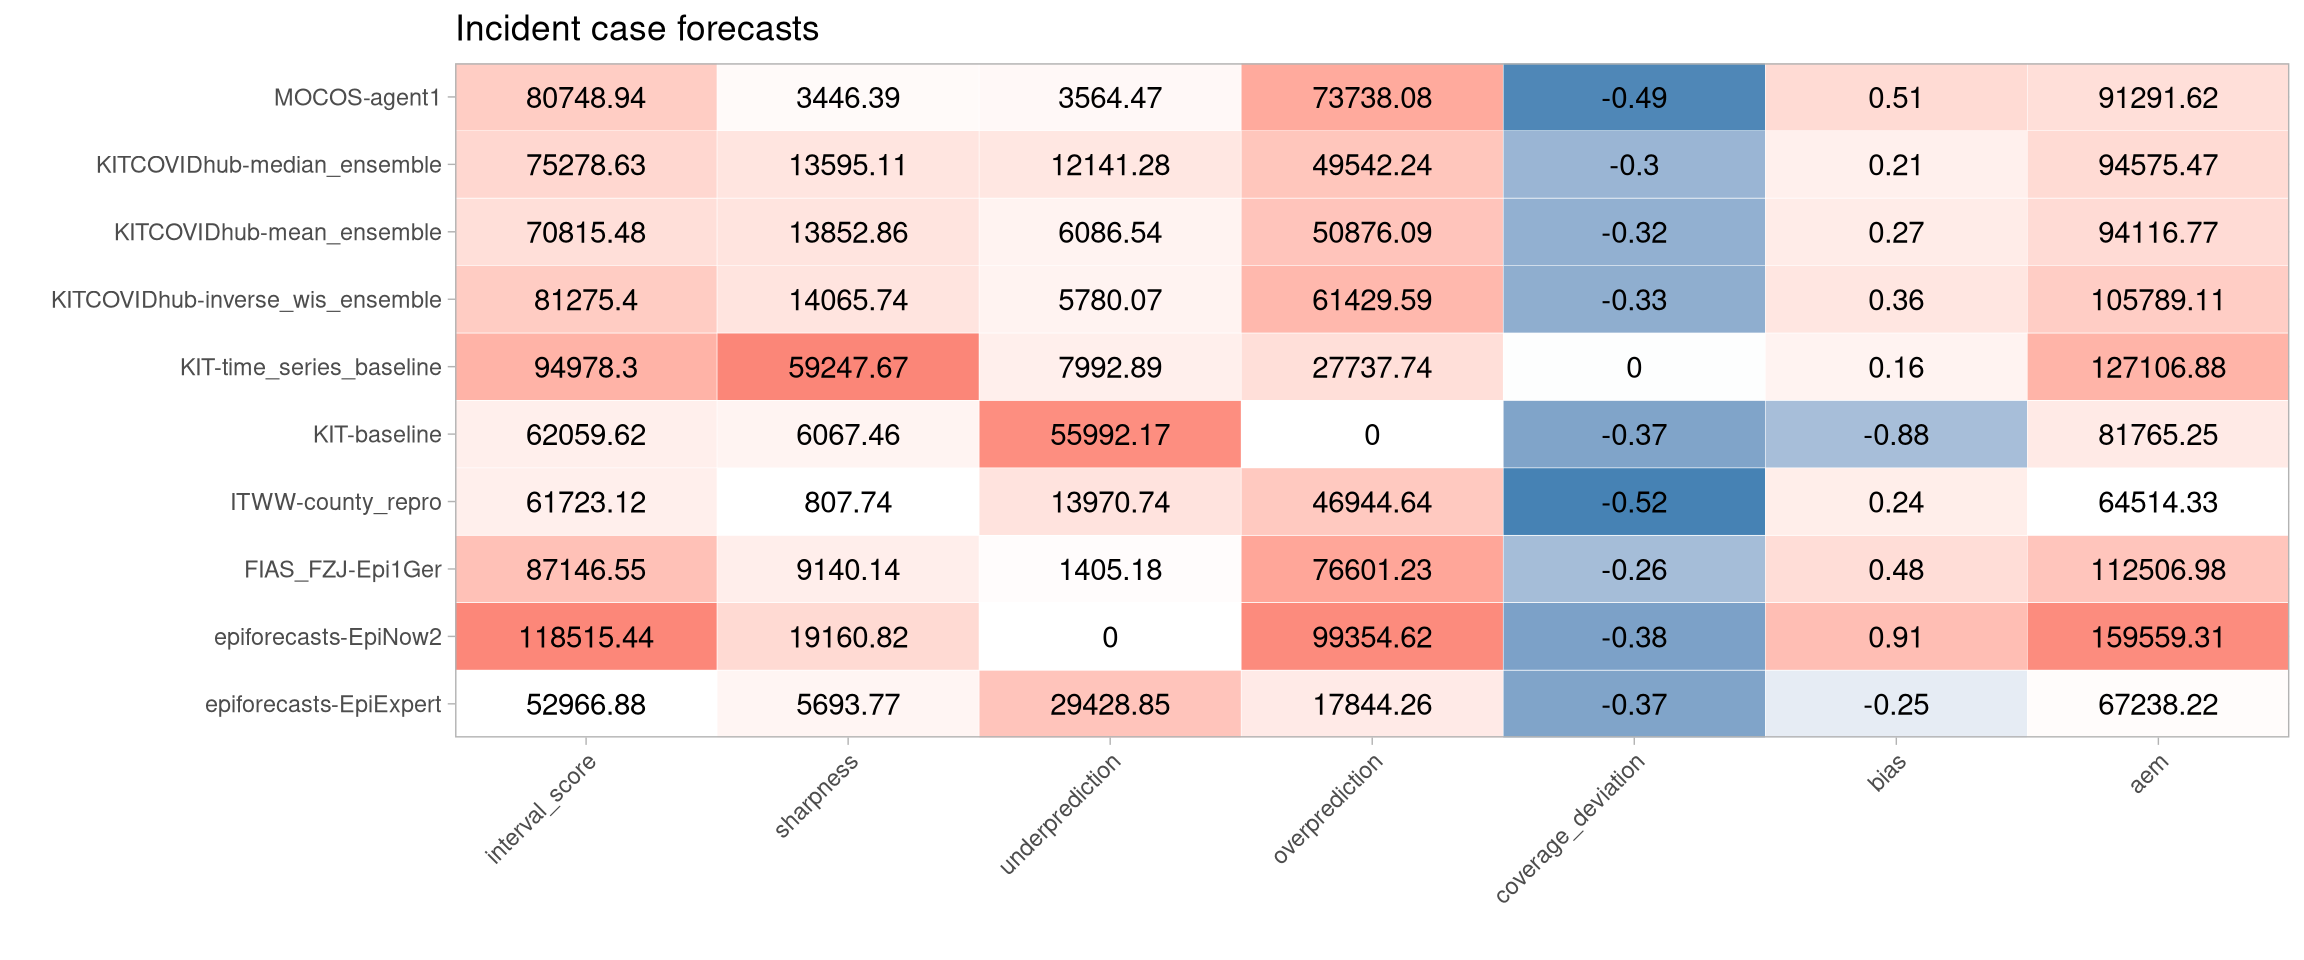 Incident case forecasts
MOCOS-agent1 80748.94 3446.39 3564.47 73738.08 -0.49 0.51 91291.62
KITCOVIDhub-median_ensemble 75278.63 13595.11 12141.28 49542.24 -0.3 0.21 94575.47
KITCOVIDhub-mean_ensemble 70815.48 13852.86 6086.54 50876.09 -0.32 0.27 94116.77
KITCOVIDhub-inverse_wis_ensemble 81275.4 14065.74 5780.07 61429.59 -0.33 0.36 105789.11
KIT-time_series_baseline 94978.3 59247.67 7992.89 27737.74 0 0.16 127106.88
KIT-baseline 62059.62 6067.46 55992.17 0 -0.37 -0.88 81765.25
ITWW-county_repro 61723.12 807.74 13970.74 46944.64 -0.52 0.24 64514.33
FIAS_FZJ-Epi1Ger 87146.55 9140.14 1405.18 76601.23 -0.26 0.48 112506.98
epiforecasts-EpiNow2 118515.44 19160.82 0 99354.62 -0.38 0.91 159559.31
epiforecasts-EpiExpert 52966.88 5693.77 29428.85 17844.26 -0.37 -0.25 67238.22
interval_score sharpness underprediction overprediction coverage_deviation bias aem